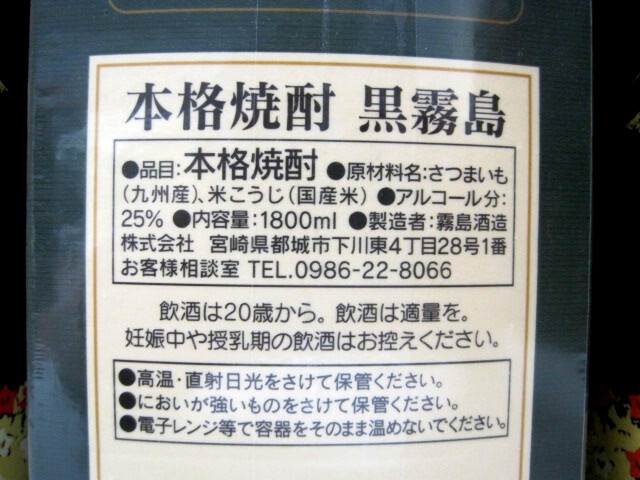 本格焼酎 黒霧島
●品目:本格焼酎 ●原材料名:さつまいも
(九州産)、米こうじ(国産米) ●アルコール分:
25% ●内容量:1800ml ●製造者:霧島酒造
株式会社 宮崎県都城市下川東4丁目28号1番
お客様相談室 TEL.0986-22-8066
飲酒は20歳から。飲酒は適量を。
妊娠中や授乳期の飲酒はお控えください。
●高温・直射日光をさけて保管ください。
●においが強いものをさけて保管ください。
●電子レンジ等で容器をそのまま温めないでください。